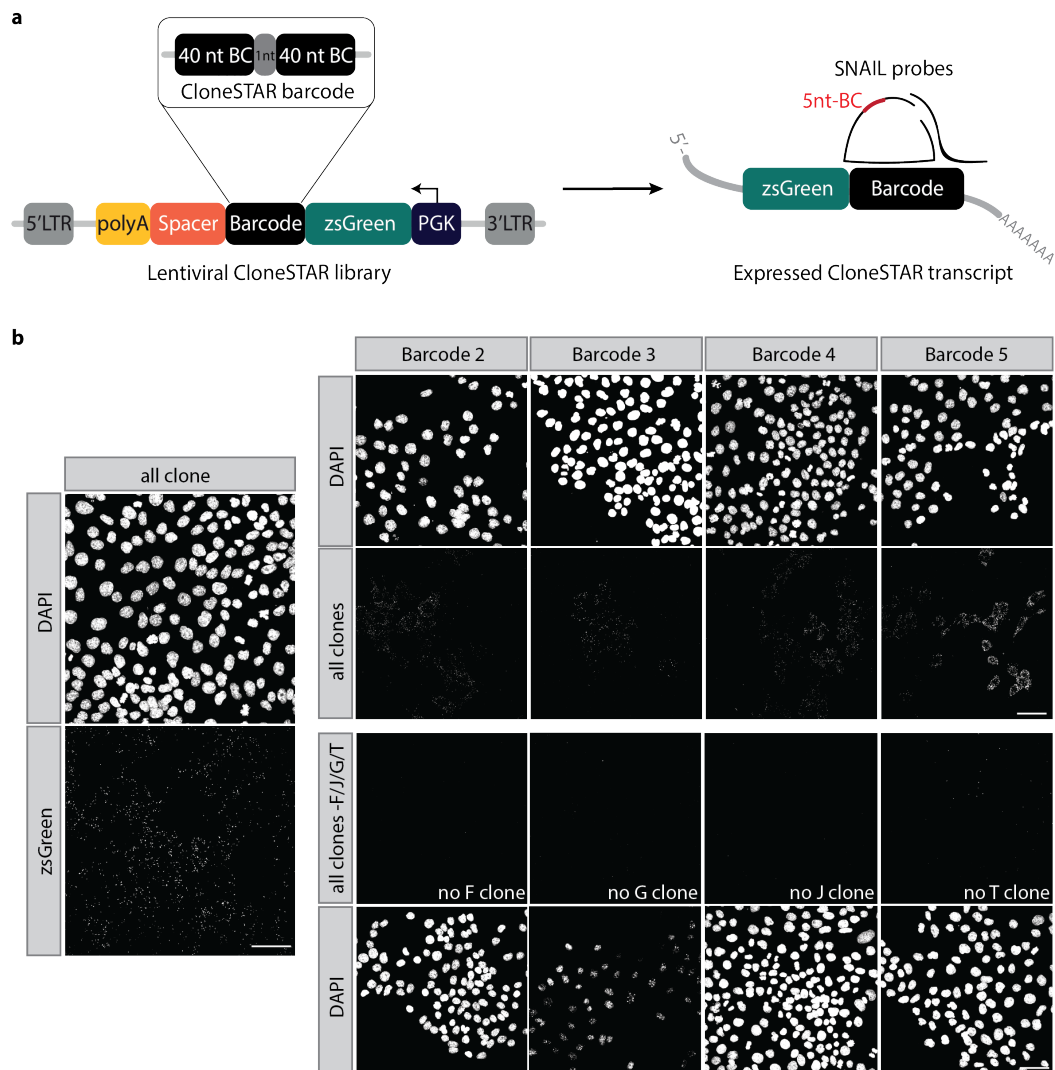 a
40 nt BC 1nt 40 nt BC
CloneSTAR barcode
5'LTR polyA Spacer Barcode zsGreen PGK 3'LTR
Lentiviral CloneSTAR library
SNAIL probes
5nt-BC
5'-
zsGreen Barcode
AAAAAAA
Expressed CloneSTAR transcript
b
all clone
DAPI
zsGreen
Barcode 2 Barcode 3 Barcode 4 Barcode 5
DAPI
all clones
all clones -F/J/G/T
no F clone no G clone no J clone no T clone
DAPI